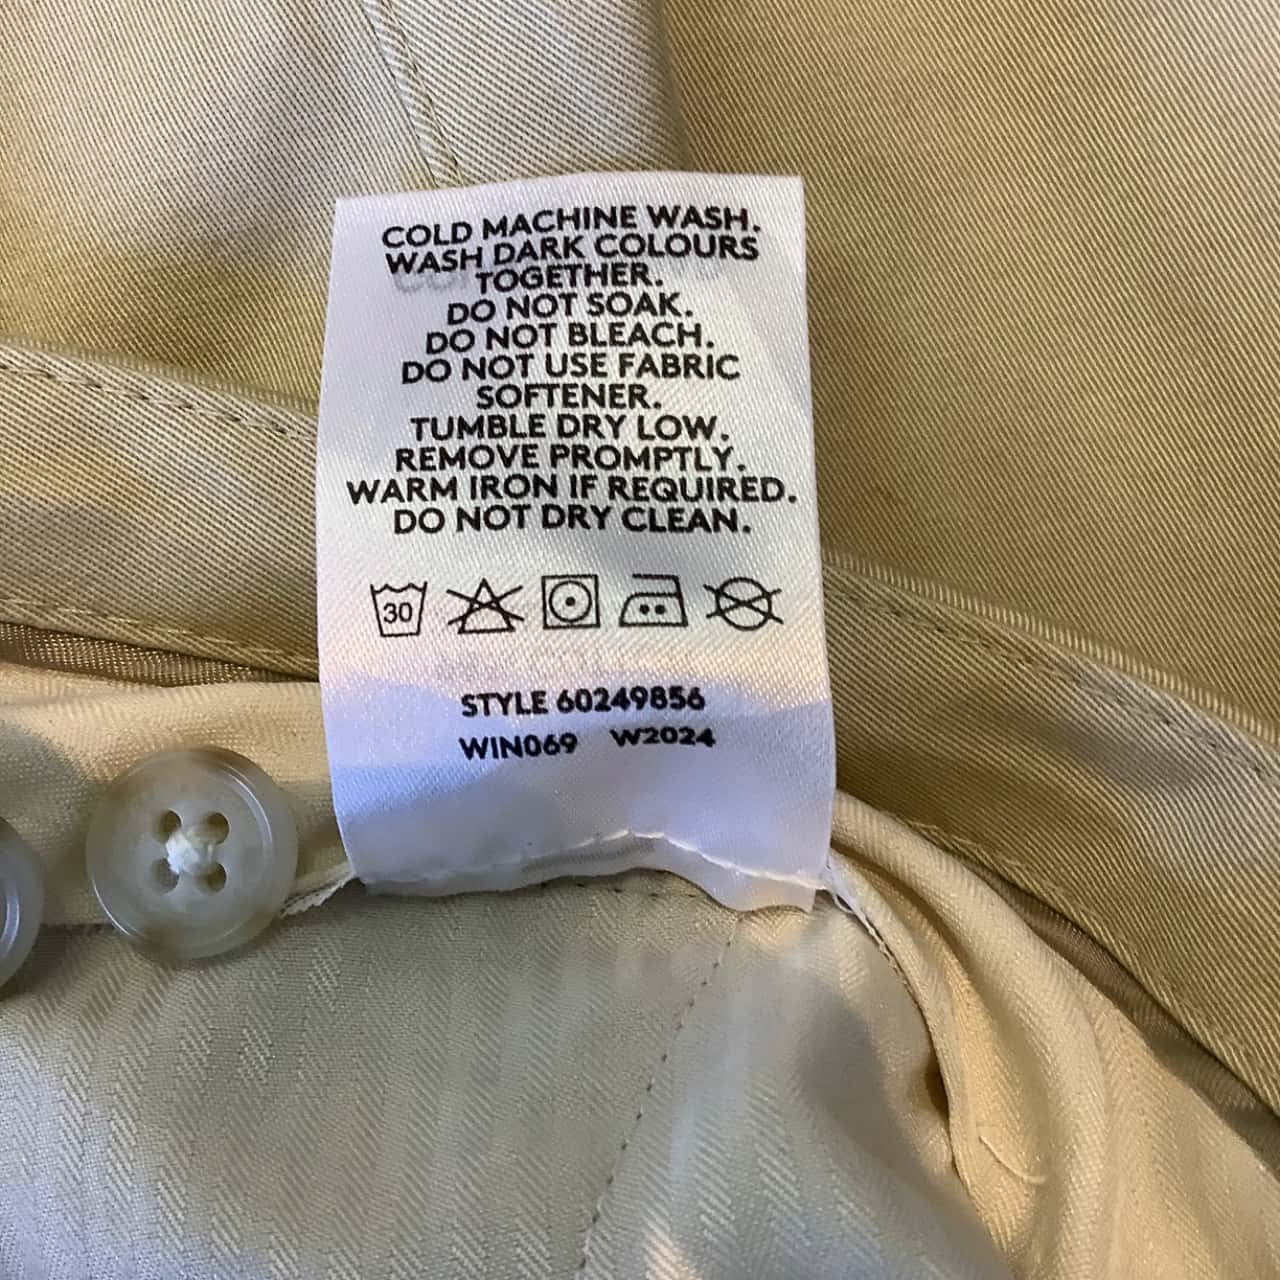 COLD MACHINE WASH.
WASH DARK COLOURS
TOGETHER.
DO NOT SOAK.
DO NOT BLEACH.
DO NOT USE FABRIC
SOFTENER.
TUMBLE DRY LOW.
REMOVE PROMPTLY.
WARM IRON IF REQUIRED.
DO NOT DRY CLEAN.
30
STYLE 60249856
WIN069 W2024